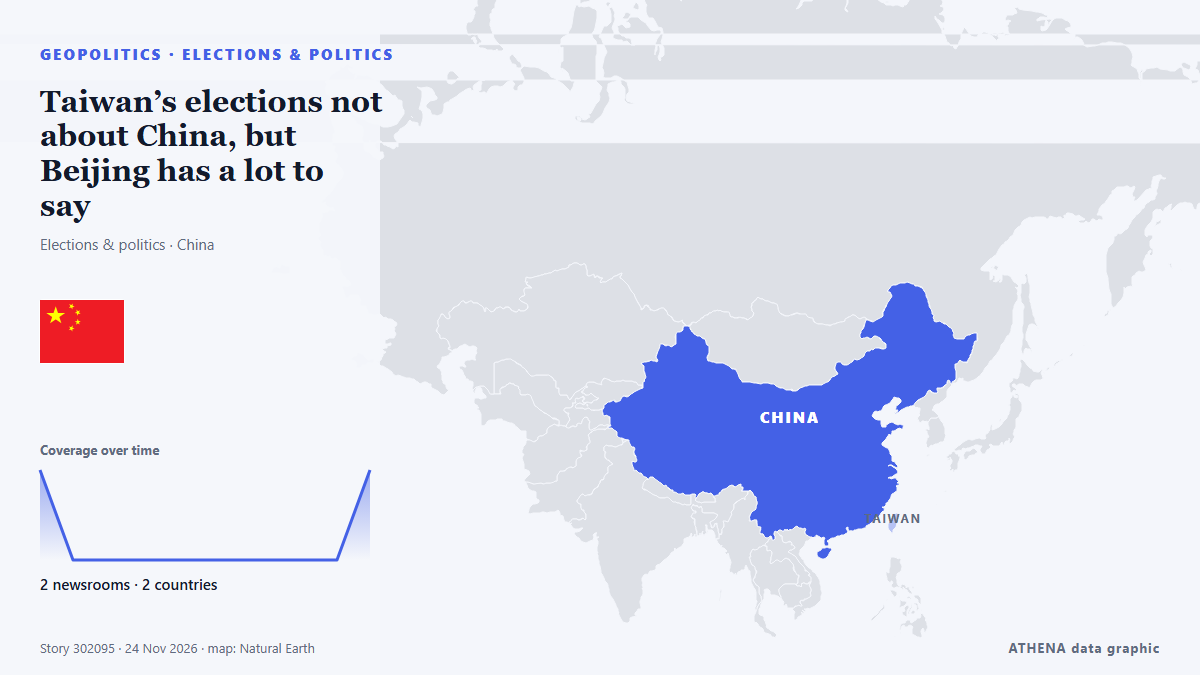 GEOPOLITICS · ELECTIONS & POLITICS
Taiwan’s elections not
about China, but
Beijing has a lot to
say
Elections & politics · China
CHINA
TAIWAN
Coverage over time
2 newsrooms · 2 countries
Story 302095 · 24 Nov 2026 · map: Natural Earth
ATHENA data graphic